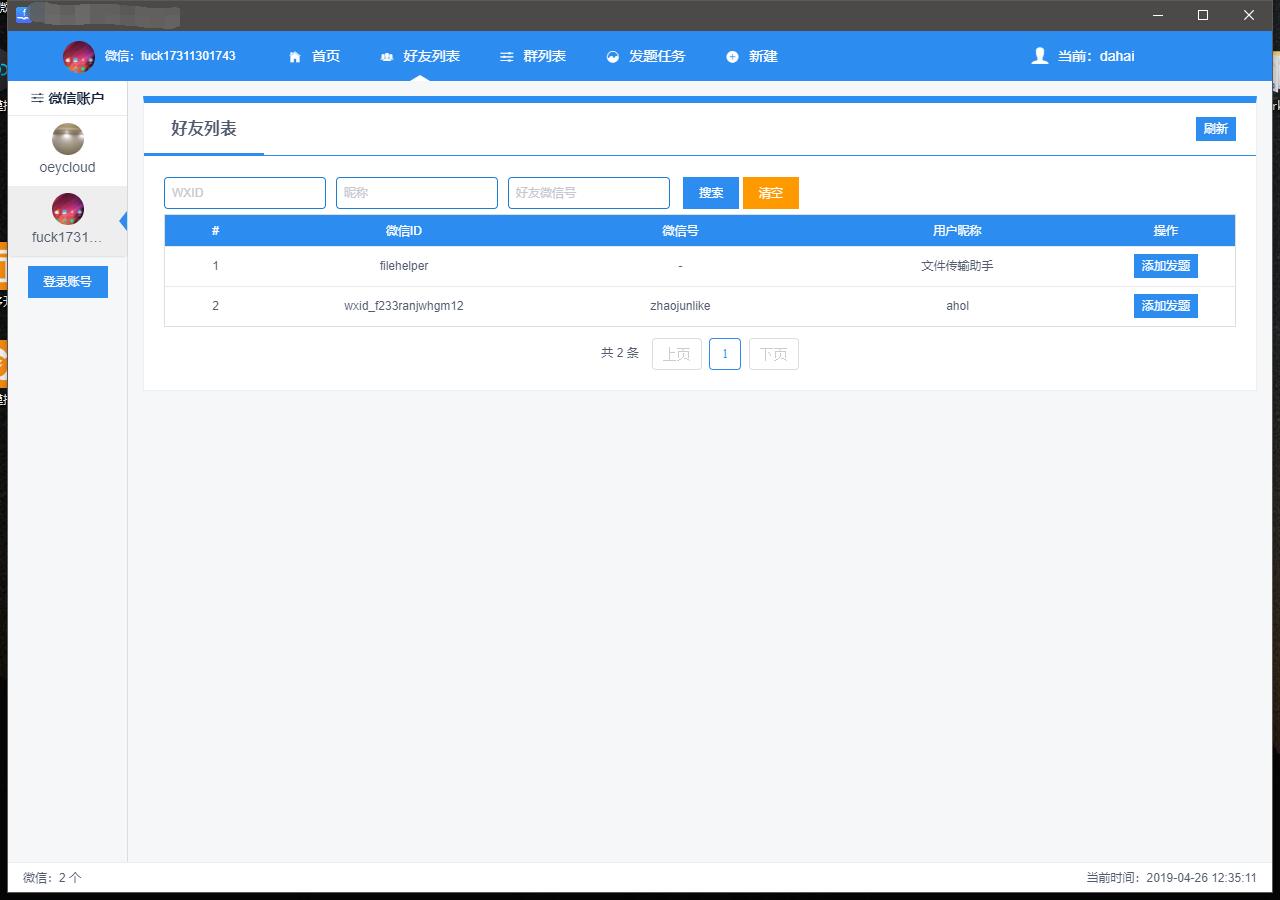 微信：fuck17311301743 首页 好友列表 群列表 发题任务 新建 当前：dahai
微信账户
oeycloud
fuck1731...
登录账号
好友列表 刷新
WXID 昵称 好友微信号 搜索 清空
# 微信ID 微信号 用户昵称 操作
1 filehelper - 文件传输助手 添加发题
2 wxid_f233ranjwhgm12 zhaojunlike ahol 添加发题
共 2 条 上页 1 下页
微信：2 个 当前时间：2019-04-26 12:35:11